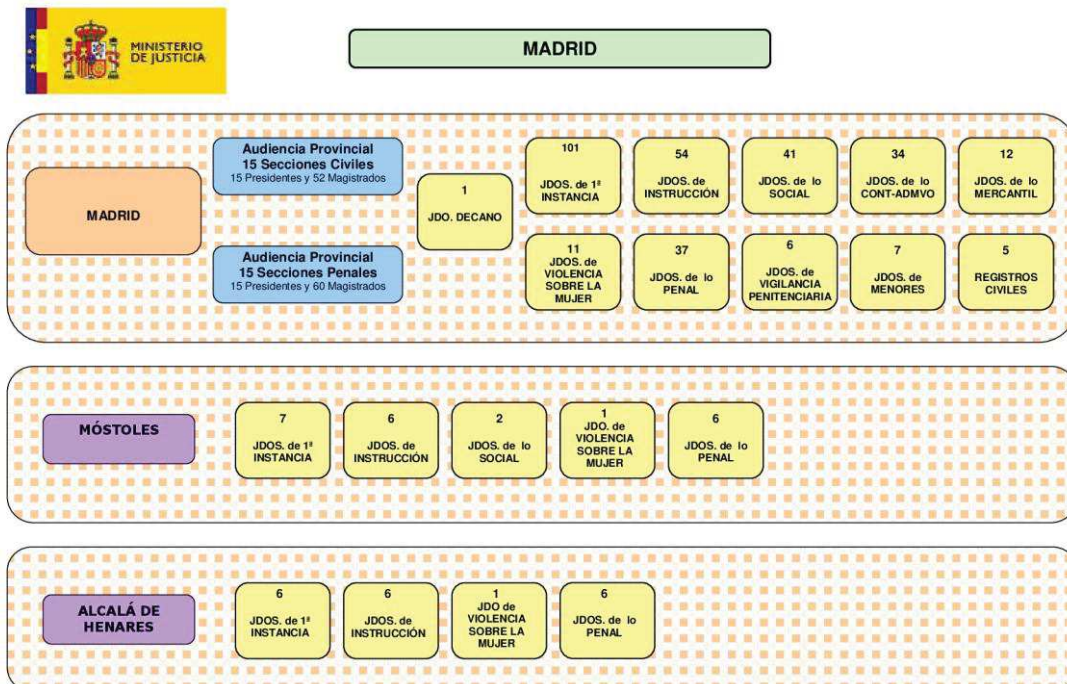 MINISTERIO
DE JUSTICIA
MADRID
MADRID
Audiencia Provincial
15 Secciones Civiles
15 Presidentes y 52 Magistrados
Audiencia Provincial
15 Secciones Penales
15 Presidentes y 60 Magistrados
1
JDO. DECANO
101
JDOS. de 1ª
INSTANCIA
54
JDOS. de
INSTRUCCIÓN
41
JDOS. de lo
SOCIAL
34
JDOS. de lo
CONT-ADMVO
12
JDOS. de lo
MERCANTIL
11
JDOS. de
VIOLENCIA
SOBRE LA
MUJER
37
JDOS. de lo
PENAL
6
JDOS. de
VIGILANCIA
PENITENCIARIA
7
JDOS. de
MENORES
5
REGISTROS
CIVILES
MÓSTOLES
7
JDOS. de 1ª
INSTANCIA
6
JDOS. de
INSTRUCCIÓN
2
JDOS. de lo
SOCIAL
1
JDO. de
VIOLENCIA
SOBRE LA
MUJER
6
JDOS. de lo
PENAL
ALCALÁ DE
HENARES
6
JDOS. de 1ª
INSTANCIA
6
JDOS. de
INSTRUCCIÓN
1
JDO de
VIOLENCIA
SOBRE LA
MUJER
6
JDOS. de lo
PENAL